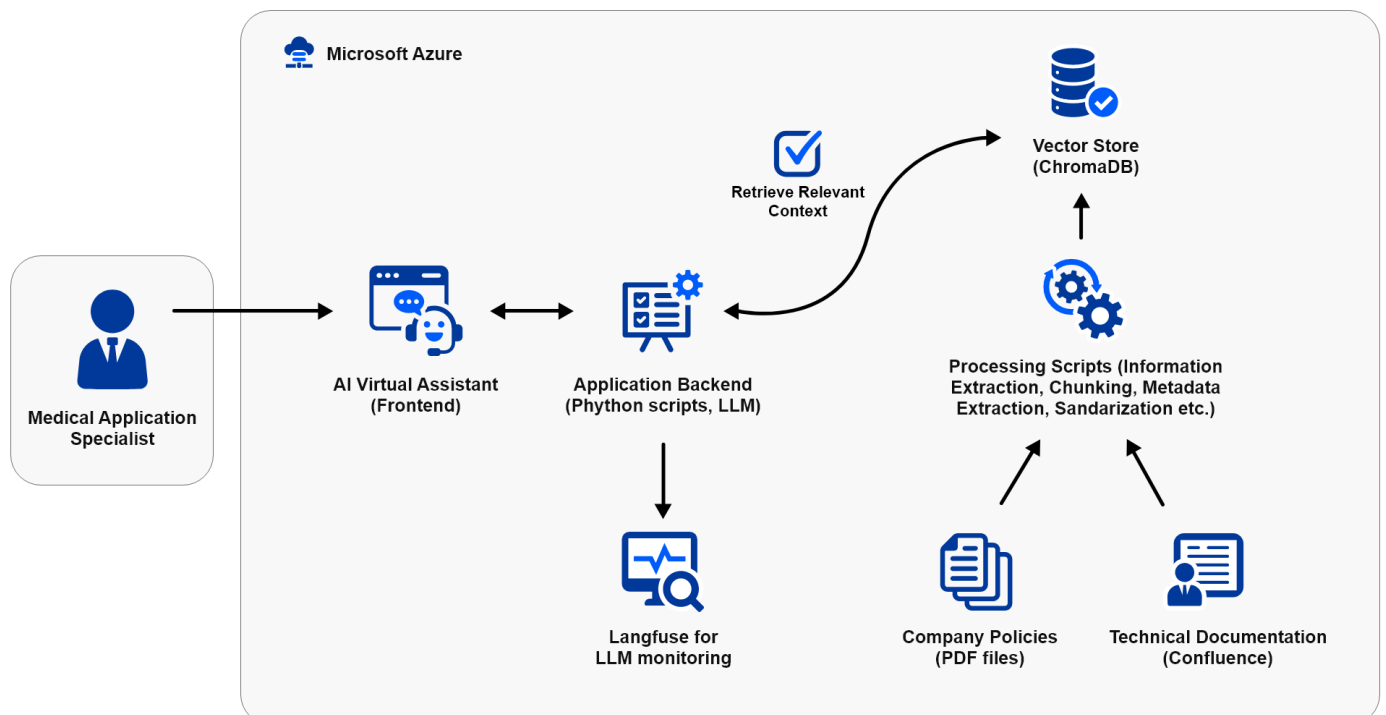 Microsoft Azure
Vector Store
(ChromaDB)
Retrieve Relevant
Context
Medical Application
Specialist
AI Virtual Assistant
(Frontend)
Application Backend
(Phython scripts, LLM)
Processing Scripts (Information
Extraction, Chunking, Metadata
Extraction, Sandarization etc.)
Langfuse for
LLM monitoring
Company Policies
(PDF files)
Technical Documentation
(Confluence)